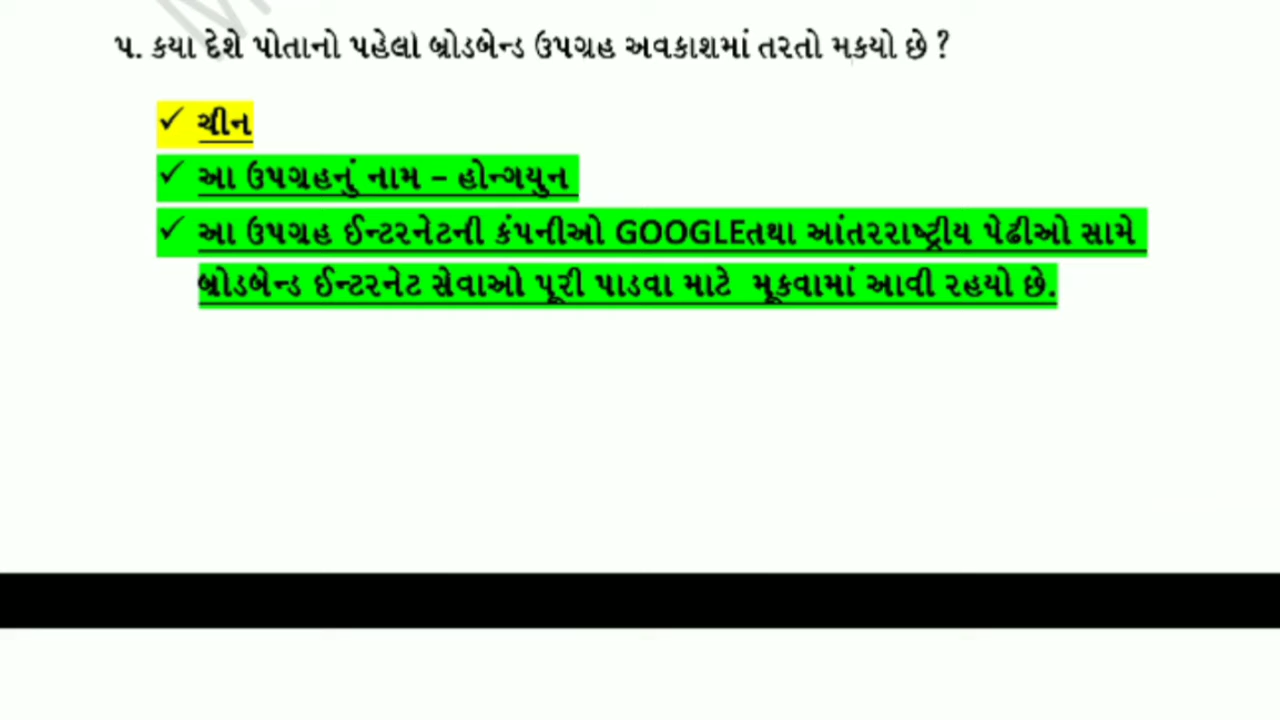 ૫. કયા દેશે પોતાનો પહેલો બ્રોડબેન્ડ ઉપગ્રહ અવકાશમાં તરતો મકયો છે ?
✓ ચીન
✓ આ ઉપગ્રહનું નામ – હોન્ગયુન
✓ આ ઉપગ્રહ ઈન્ટરનેટની કંપનીઓ GOOGLEતથા આંતરરાષ્ટ્રીય પેઢીઓ સામે
બ્રોડબેન્ડ ઈન્ટરનેટ સેવાઓ પૂરી પાડવા માટે મૂકવામાં આવી રહયો છે.